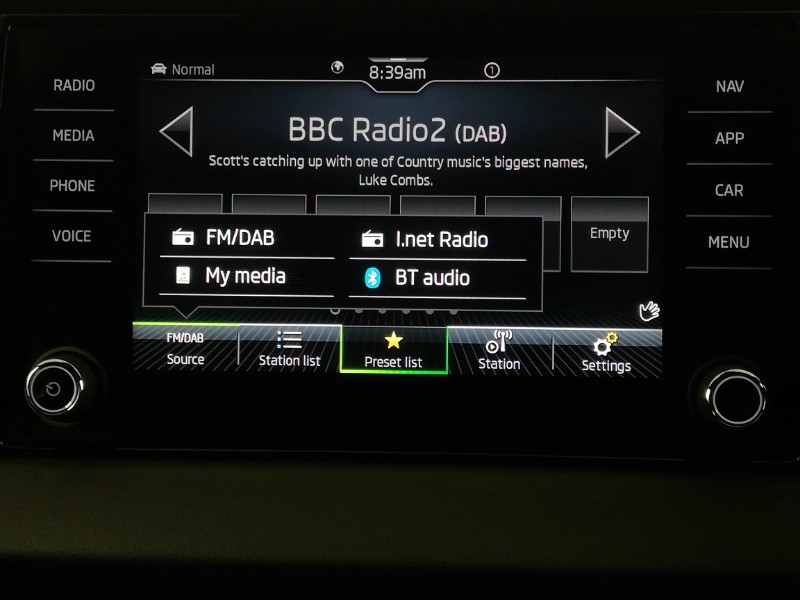 RADIO
MEDIA
PHONE
VOICE
Normal
8:39am
1
BBC Radio2 (DAB)
Scott's catching up with one of Country music's biggest names,
Luke Combs.
Empty
FM/DAB
I.net Radio
My media
BT audio
FM/DAB
Source
Station list
Preset list
Station
Settings
NAV
APP
CAR
MENU